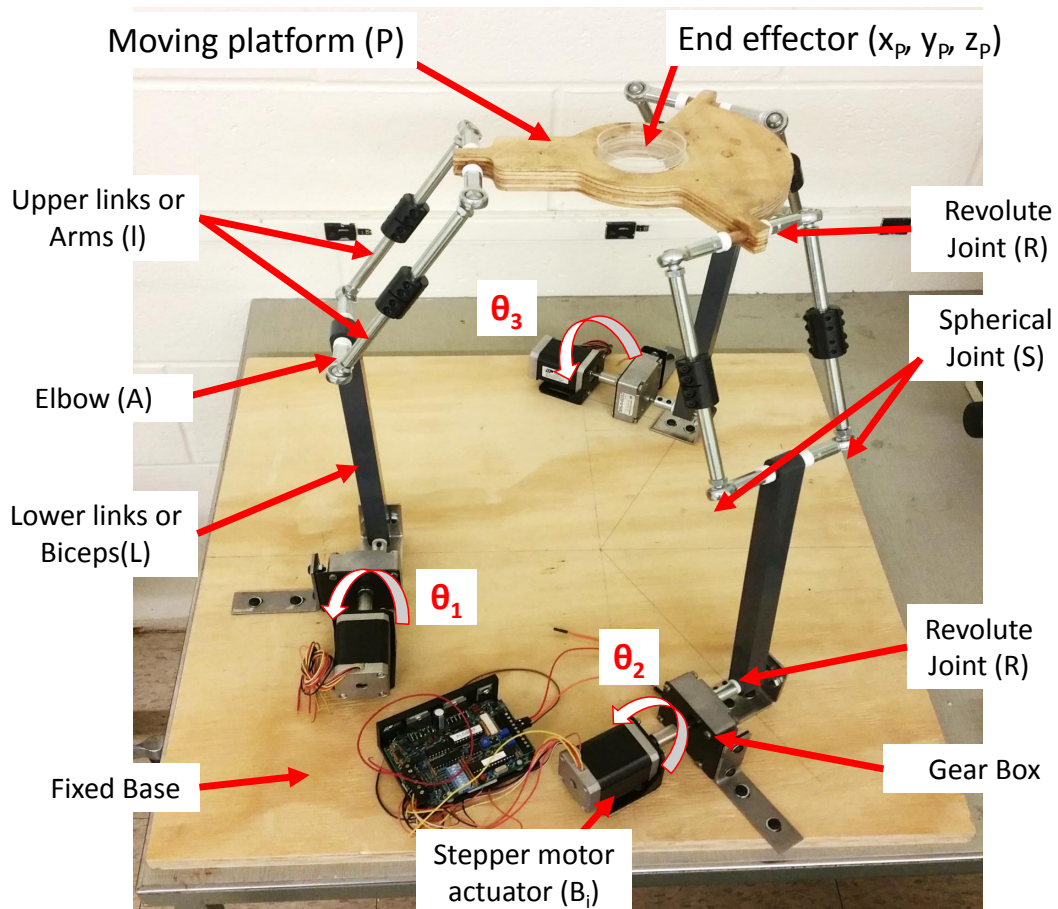 Moving platform (P)
End effector (xₚ, yₚ, zₚ)
Upper links or
Arms (l)
Revolute
Joint (R)
θ₃
Spherical
Joint (S)
Elbow (A)
Lower links or
Biceps(L)
θ₁
θ₂
Revolute
Joint (R)
Fixed Base
Gear Box
Stepper motor
actuator (Bᵢ)